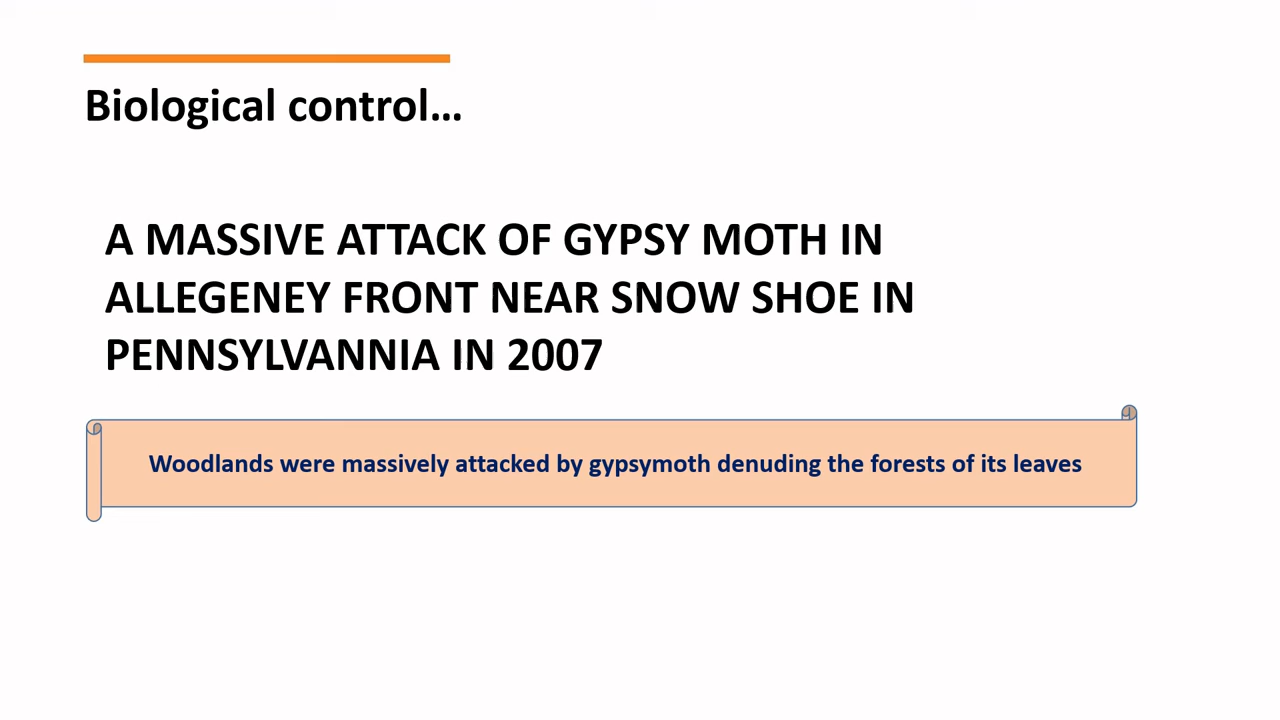 Biological control…
A MASSIVE ATTACK OF GYPSY MOTH IN
ALLEGENEY FRONT NEAR SNOW SHOE IN
PENNSYLVANNIA IN 2007
Woodlands were massively attacked by gypsymoth denuding the forests of its leaves